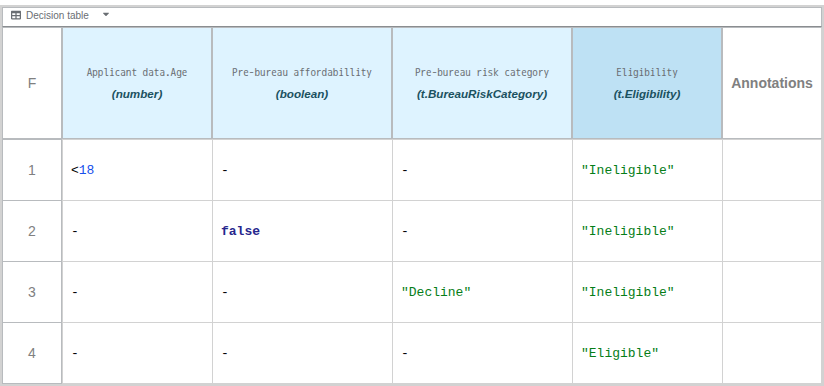 Decision table
F
Applicant data.Age
(number)
Pre-bureau affordabillity
(boolean)
Pre-bureau risk category
(t.BureauRiskCategory)
Eligibility
(t.Eligibility)
Annotations
1 <18 - - "Ineligible"
2 - false - "Ineligible"
3 - - "Decline" "Ineligible"
4 - - - "Eligible"